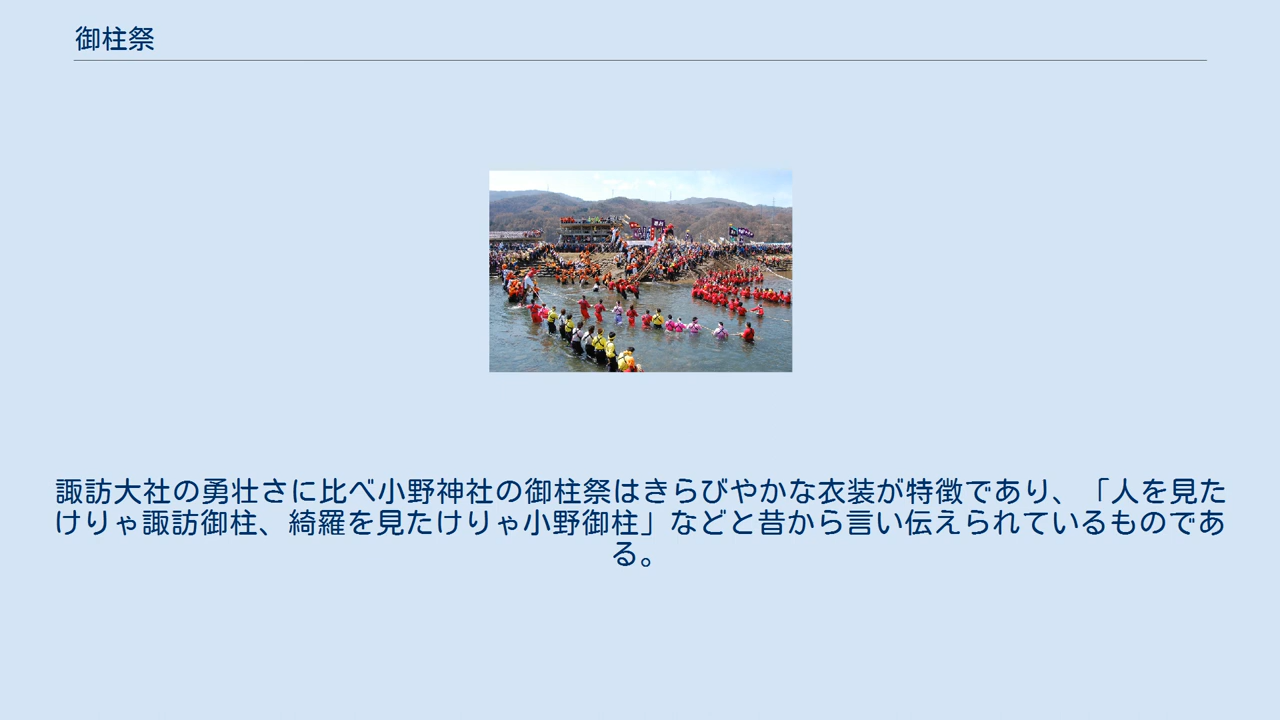 御柱祭
諏訪大社の勇壮さに比べ小野神社の御柱祭はきらびやかな衣装が特徴であり、「人を見た
けりゃ諏訪御柱、綺羅を見たけりゃ小野御柱」などと昔から言い伝えられているものであ
る。